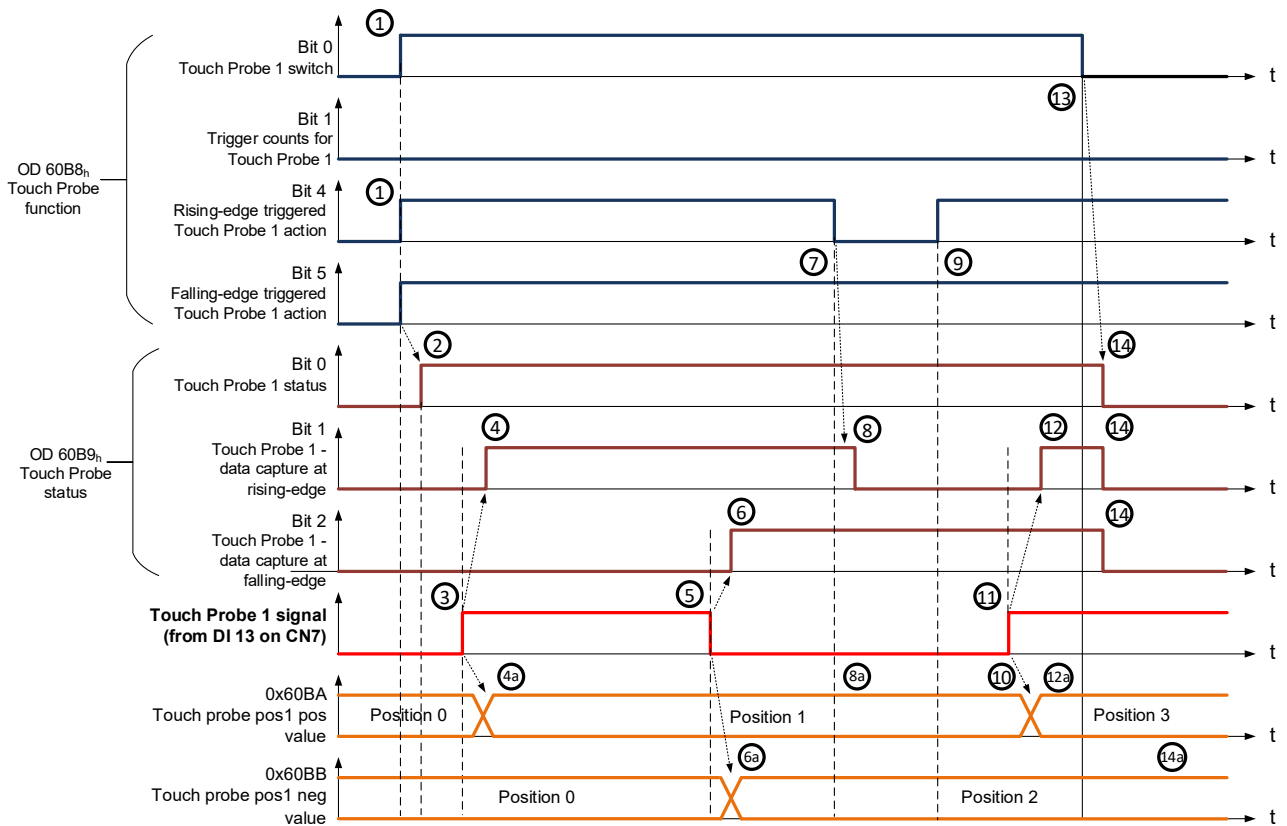 ①
Bit 0
Touch Probe 1 switch
t
⑬
Bit 1
Trigger counts for
Touch Probe 1
t
OD 60B8h
Touch Probe
function
①
Bit 4
Rising-edge triggered
Touch Probe 1 action
t
⑦
⑨
Bit 5
Falling-edge triggered
Touch Probe 1 action
t
②
⑭
Bit 0
Touch Probe 1 status
t
④
⑧
⑫
⑭
Bit 1
Touch Probe 1 -
data capture at
rising-edge
t
OD 60B9h
Touch Probe
status
⑥
⑭
Bit 2
Touch Probe 1 -
data capture at
falling-edge
t
③
⑤
⑪
Touch Probe 1 signal
(from DI 13 on CN7)
t
4a
8a
⑩
12a
0x60BA
Touch probe pos1 pos
value
Position 0
Position 1
Position 3
t
6a
14a
0x60BB
Touch probe pos1 neg
value
Position 0
Position 2
t